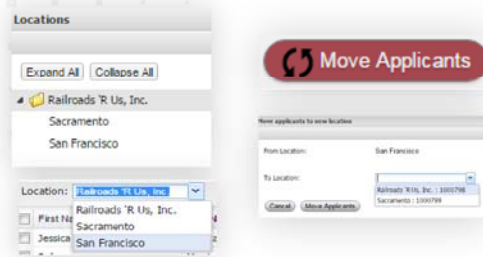 Locations
Expand All Collapse All
Railroads 'R Us, Inc.
Sacramento
San Francisco
Location: Railroads 'R Us, Inc.
Railroads 'R Us, Inc.
First Na
Sacramento
Jessica
San Francisco
Move Applicants
Move applicants to new location
From Location: San Francisco
To Location:
Railroads 'R Us, Inc. : 1000798
Sacramento : 1000799
Cancel Move Applicants